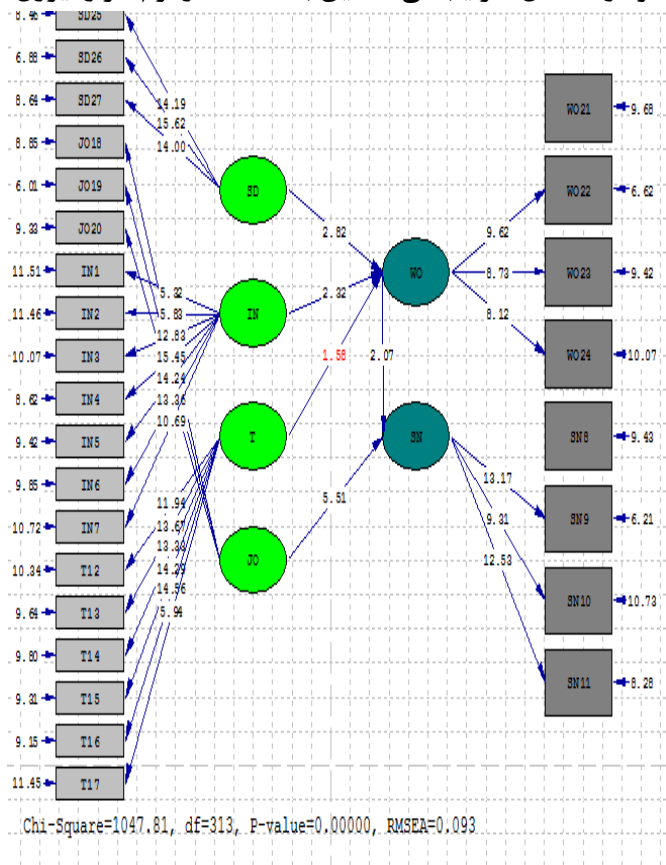 SD25
6.88 SD26
8.64 SD27
8.85 JO18
6.01 JO19
9.33 JO20
11.51 IN1
11.46 IN2
10.07 IN3
8.62 IN4
9.42 IN5
9.85 IN6
10.72 IN7
10.34 T12
9.64 T13
9.80 T14
9.31 T15
9.15 T16
11.45 T17
14.19
15.62
14.00
5.32
5.83
12.83
15.45
14.24
13.36
10.69
11.94
13.67
13.33
14.29
14.56
5.94
SD
IN
T
JO
2.82
2.32
1.58
2.07
5.51
WO
SN
9.62
8.73
8.12
13.17
9.31
12.53
WO21 9.68
WO22 6.62
WO23 9.42
WO24 10.07
SN8 9.43
SN9 6.21
SN10 10.73
SN11 8.28
Chi-Square=1047.81, df=313, P-value=0.00000, RMSEA=0.093